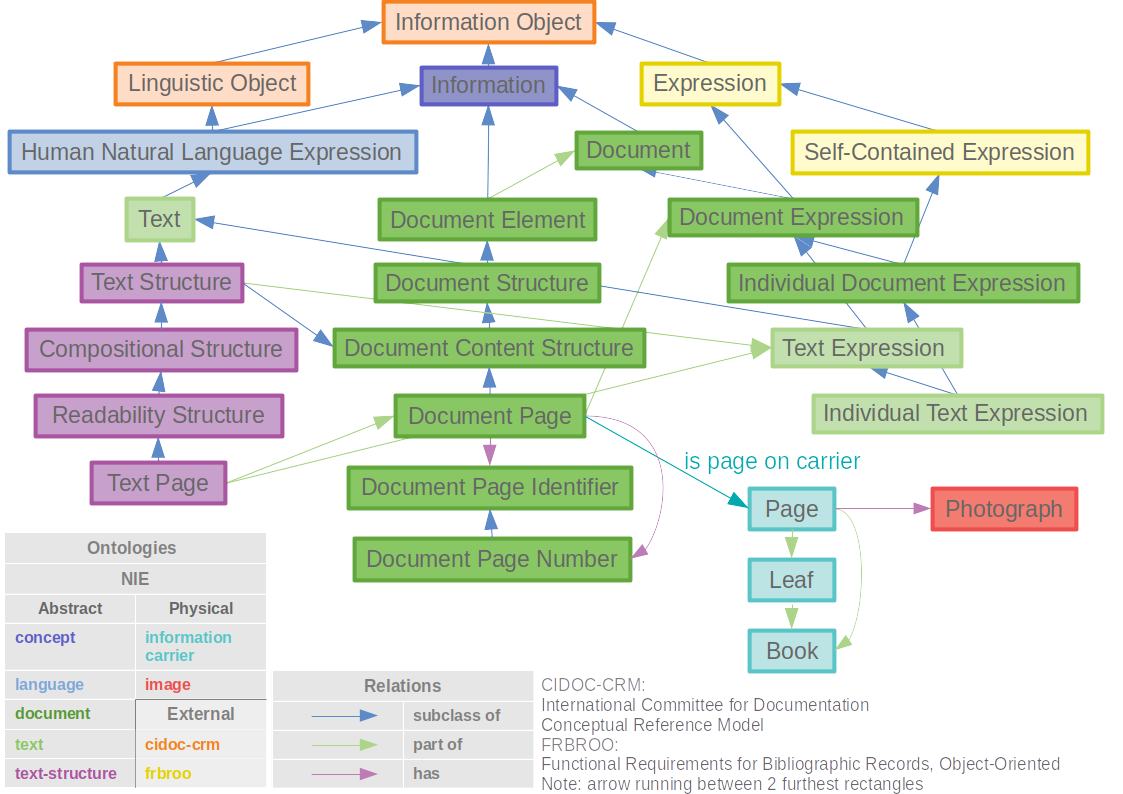 Information Object
Linguistic Object
Information
Expression
Human Natural Language Expression
Document
Self-Contained Expression
Text
Document Element
Document Expression
Text Structure
Document Structure
Individual Document Expression
Compositional Structure
Document Content Structure
Text Expression
Readability Structure
Document Page
Individual Text Expression
is page on carrier
Text Page
Document Page Identifier
Page
Photograph
Document Page Number
Leaf
Book
Ontologies
NIE
Abstract Physical
concept information
carrier
language image
document External
text cidoc-crm
text-structure frbroo
Relations
subclass of
part of
has
CIDOC-CRM:
International Committee for Documentation
Conceptual Reference Model
FRBROO:
Functional Requirements for Bibliographic Records, Object-Oriented
Note: arrow running between 2 furthest rectangles